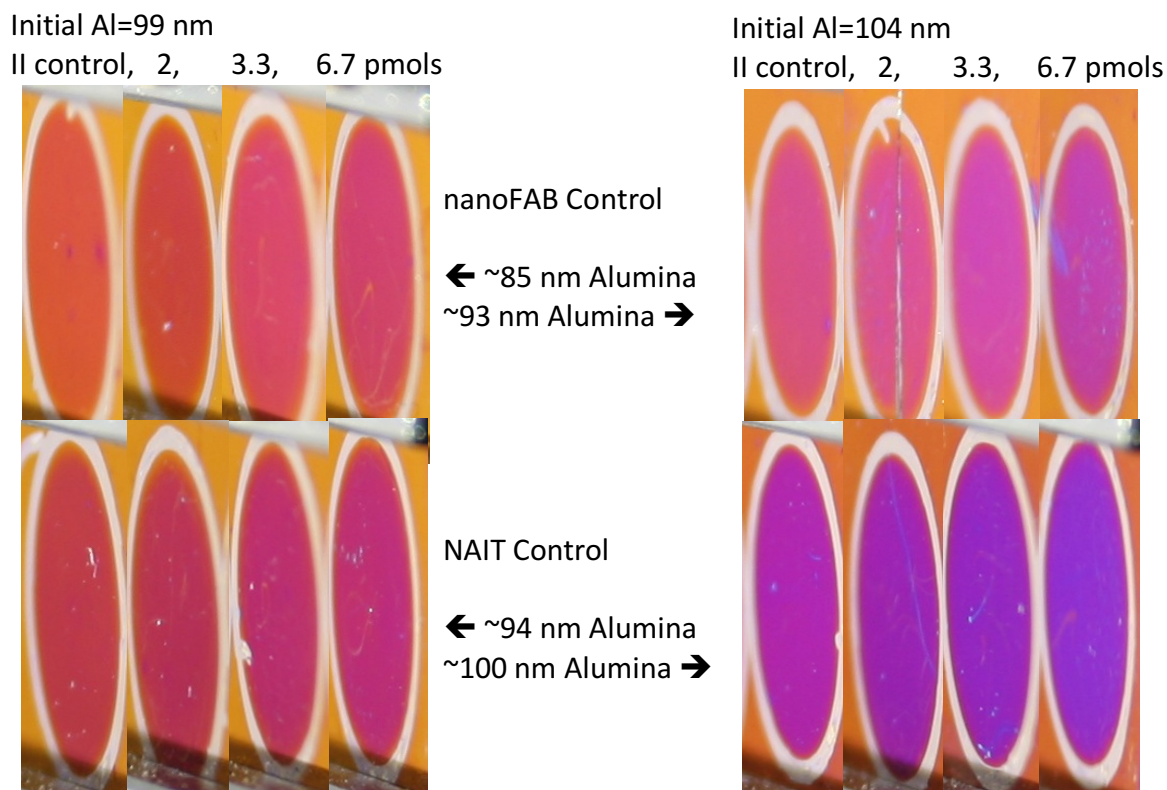 Initial Al=99 nm
II control, 2, 3.3, 6.7 pmols
Initial Al=104 nm
II control, 2, 3.3, 6.7 pmols
nanoFAB Control
🡨 ~85 nm Alumina
~93 nm Alumina 🡪
NAIT Control
🡨 ~94 nm Alumina
~100 nm Alumina 🡪